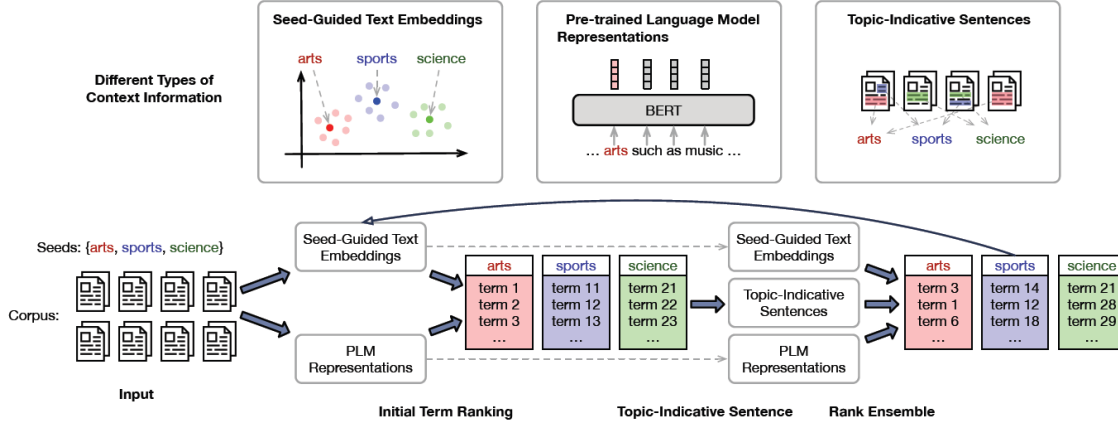 Seed-Guided Text Embeddings
arts
sports
science
Pre-trained Language Model
Representations
BERT
... arts such as music ...
Topic-Indicative Sentences
arts
sports
science
Different Types of
Context Information
Seeds: {arts, sports, science}
Corpus:
Input
Seed-Guided Text
Embeddings
PLM
Representations
arts sports science
term 1 term 11 term 21
term 2 term 12 term 22
term 3 term 13 term 23
... ... ...
Seed-Guided Text
Embeddings
Topic-Indicative
Sentences
PLM
Representations
arts sports science
term 3 term 14 term 21
term 1 term 12 term 28
term 6 term 18 term 29
... ... ...
Initial Term Ranking
Topic-Indicative Sentence
Rank Ensemble